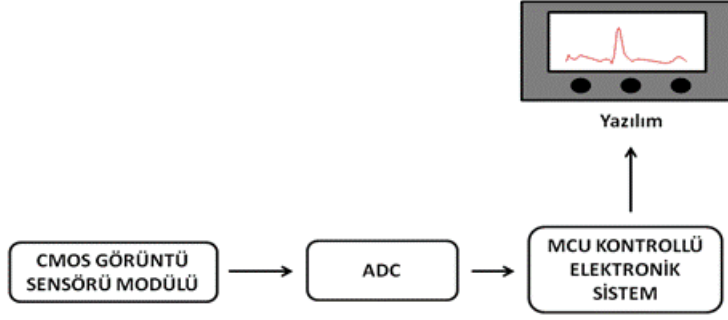 Yazılım
CMOS GÖRÜNTÜ
SENSÖRÜ MODÜLÜ
ADC
MCU KONTROLLÜ
ELEKTRONİK
SİSTEM